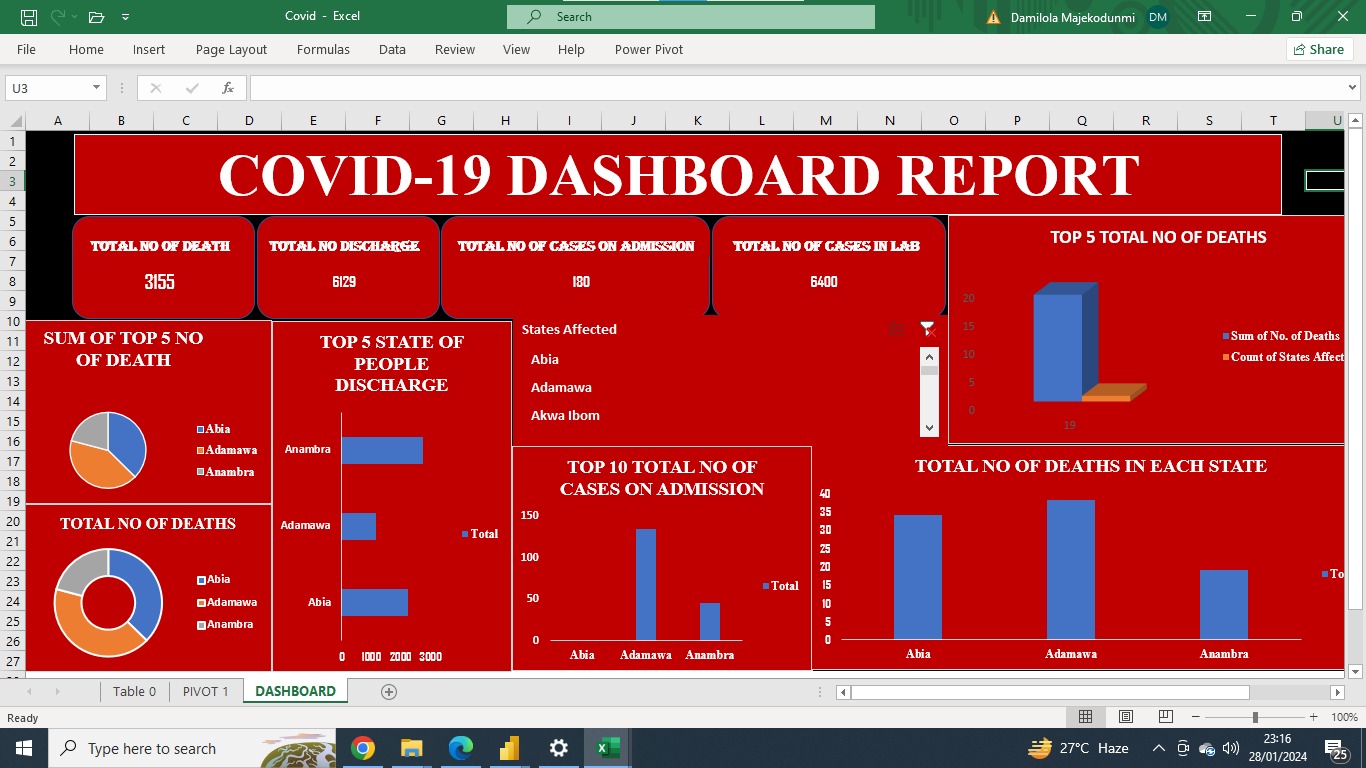 Covid - Excel
Search
Damilola Majekodunmi
DM
File Home Insert Page Layout Formulas Data Review View Help Power Pivot
Share
U3
fx
A B C D E F G H I J K L M N O P Q R S T U
1
2
3
4
5
6
7
8
9
10
11
12
13
14
15
16
17
18
19
20
21
22
23
24
25
26
27
COVID-19 DASHBOARD REPORT
TOTAL NO OF DEATH
3155
TOTAL NO DISCHARGE
6129
TOTAL NO OF CASES ON ADMISSION
180
TOTAL NO OF CASES IN LAB
6400
TOP 5 TOTAL NO OF DEATHS
20
15
10
5
0
19
Sum of No. of Deaths
Count of States Affect
SUM OF TOP 5 NO
OF DEATH
Abia
Adamawa
Anambra
TOP 5 STATE OF
PEOPLE
DISCHARGE
Anambra
Adamawa
Abia
0 1000 2000 3000
Total
States Affected
Abia
Adamawa
Akwa Ibom
TOTAL NO OF DEATHS
Abia
Adamawa
Anambra
TOP 10 TOTAL NO OF
CASES ON ADMISSION
150
100
50
0
Abia Adamawa Anambra
Total
TOTAL NO OF DEATHS IN EACH STATE
40
35
30
25
20
15
10
5
0
Abia Adamawa Anambra
To
Table 0 PIVOT 1 DASHBOARD
Ready
100%
Type here to search
27°C Haze
23:16
28/01/2024
25